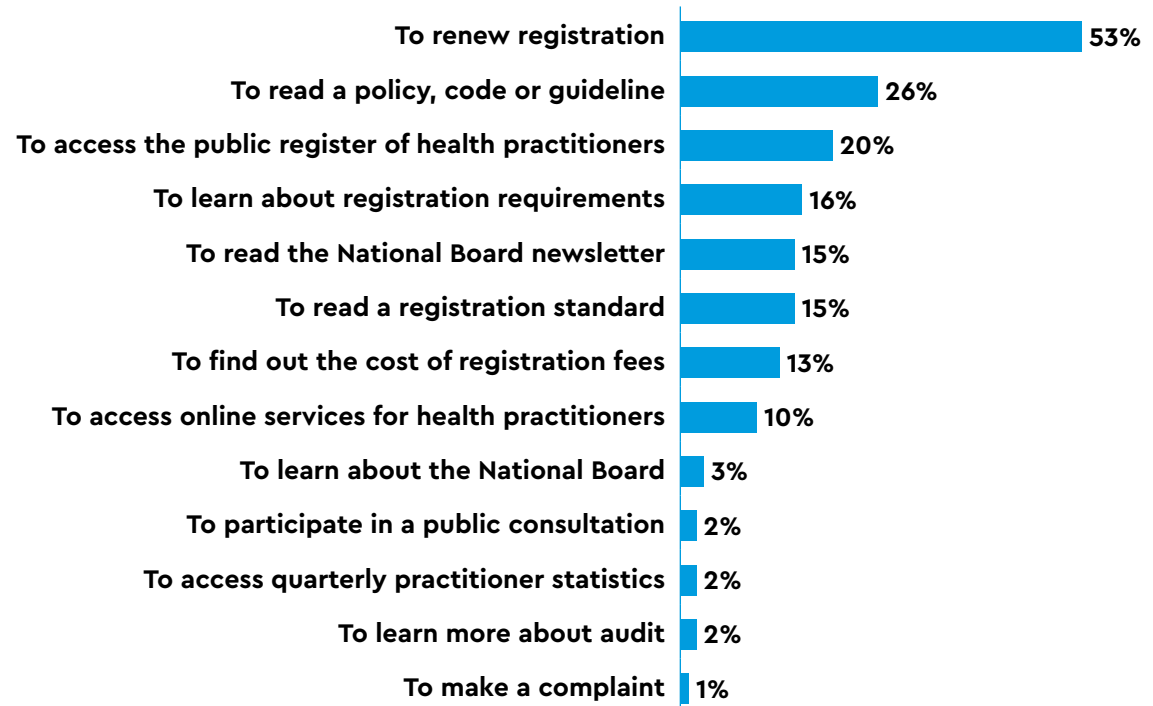 To renew registration 53%
To read a policy, code or guideline 26%
To access the public register of health practitioners 20%
To learn about registration requirements 16%
To read the National Board newsletter 15%
To read a registration standard 15%
To find out the cost of registration fees 13%
To access online services for health practitioners 10%
To learn about the National Board 3%
To participate in a public consultation 2%
To access quarterly practitioner statistics 2%
To learn more about audit 2%
To make a complaint 1%